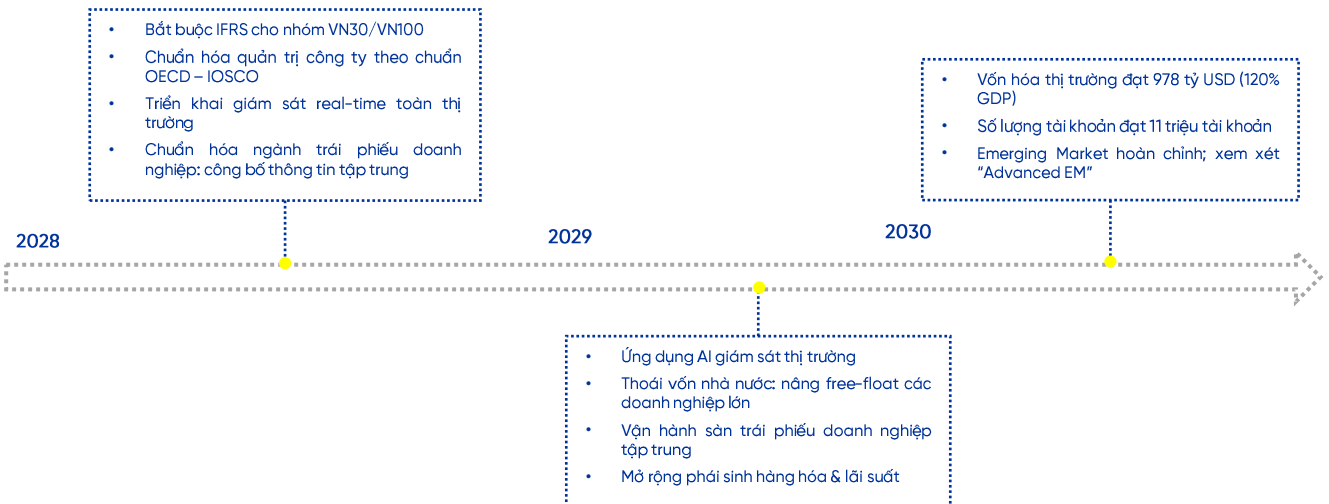 • Bắt buộc IFRS cho nhóm VN30/VN100
• Chuẩn hóa quản trị công ty theo chuẩn
OECD – IOSCO
• Triển khai giám sát real-time toàn thị
trường
• Chuẩn hóa ngành trái phiếu doanh
nghiệp: công bố thông tin tập trung
• Vốn hóa thị trường đạt 978 tỷ USD (120%
GDP)
• Số lượng tài khoản đạt 11 triệu tài khoản
• Emerging Market hoàn chỉnh; xem xét
“Advanced EM”
2028
2029
2030
• Ứng dụng AI giám sát thị trường
• Thoái vốn nhà nước: nâng free-float các
doanh nghiệp lớn
• Vận hành sàn trái phiếu doanh nghiệp
tập trung
• Mở rộng phái sinh hàng hóa & lãi suất